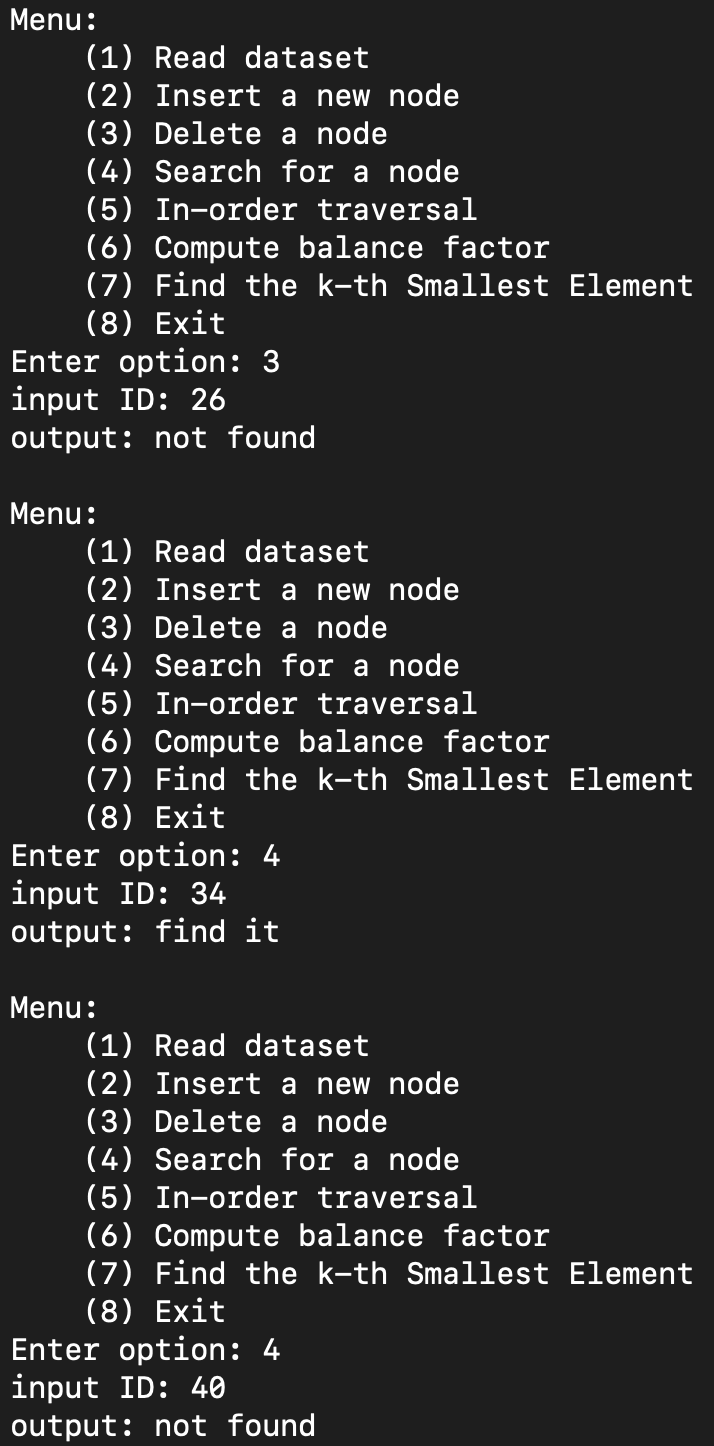 Menu:
    (1) Read dataset
    (2) Insert a new node
    (3) Delete a node
    (4) Search for a node
    (5) In-order traversal
    (6) Compute balance factor
    (7) Find the k-th Smallest Element
    (8) Exit
Enter option: 3
input ID: 26
output: not found

Menu:
    (1) Read dataset
    (2) Insert a new node
    (3) Delete a node
    (4) Search for a node
    (5) In-order traversal
    (6) Compute balance factor
    (7) Find the k-th Smallest Element
    (8) Exit
Enter option: 4
input ID: 34
output: find it

Menu:
    (1) Read dataset
    (2) Insert a new node
    (3) Delete a node
    (4) Search for a node
    (5) In-order traversal
    (6) Compute balance factor
    (7) Find the k-th Smallest Element
    (8) Exit
Enter option: 4
input ID: 40
output: not found